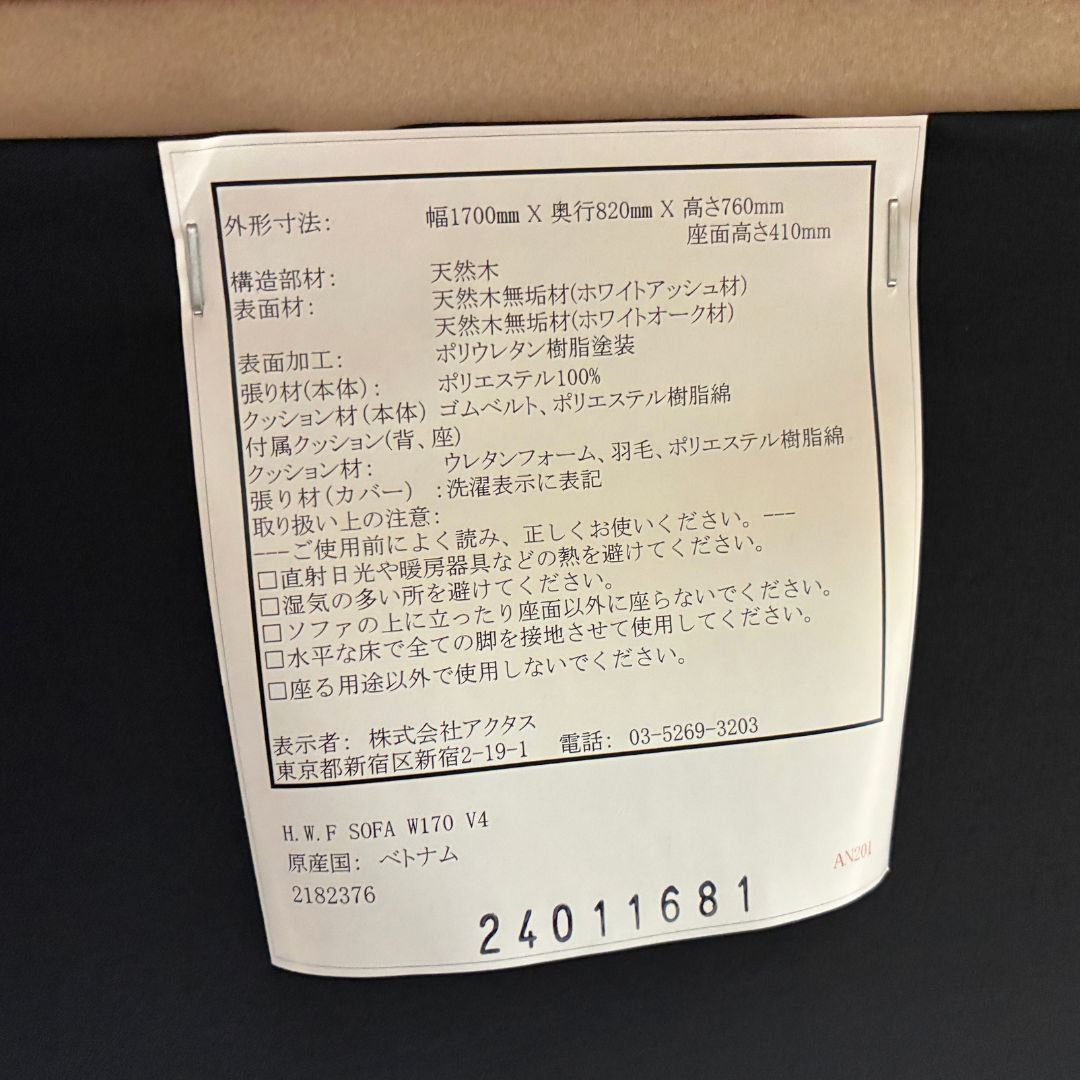 外形寸法: 幅1700mm X 奥行820mm X 高さ760mm
座面高さ410mm
構造部材: 天然木
表面材: 天然木無垢材(ホワイトアッシュ材)
天然木無垢材(ホワイトオーク材)
表面加工: ポリウレタン樹脂塗装
張り材(本体): ポリエステル100%
クッション材(本体) ゴムベルト、ポリエステル樹脂綿
付属クッション(背、座)
クッション材: ウレタンフォーム、羽毛、ポリエステル樹脂綿
張り材(カバー) :洗濯表示に表記
取り扱い上の注意:
---ご使用前によく読み、正しくお使いください。---
□直射日光や暖房器具などの熱を避けてください。
□湿気の多い所を避けてください。
□ソファの上に立ったり座面以外に座らないでください。
□水平な床で全ての脚を接地させて使用してください。
□座る用途以外で使用しないでください。
表示者: 株式会社アクタス
東京都新宿区新宿2-19-1 電話: 03-5269-3203
H.W.F SOFA W170 V4
原産国: ベトナム
AN201
2182376
24011681